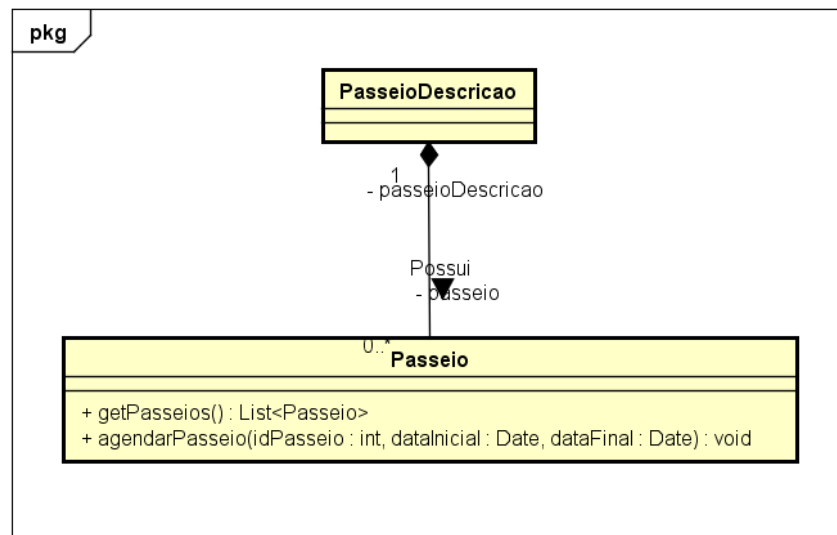 pkg
PasseioDescricao
1
- passeioDescricao
Possui
- passeio
0..*
Passeio
+ getPasseios() : List<Passeio>
+ agendarPasseio(idPasseio : int, dataInicial : Date, dataFinal : Date) : void